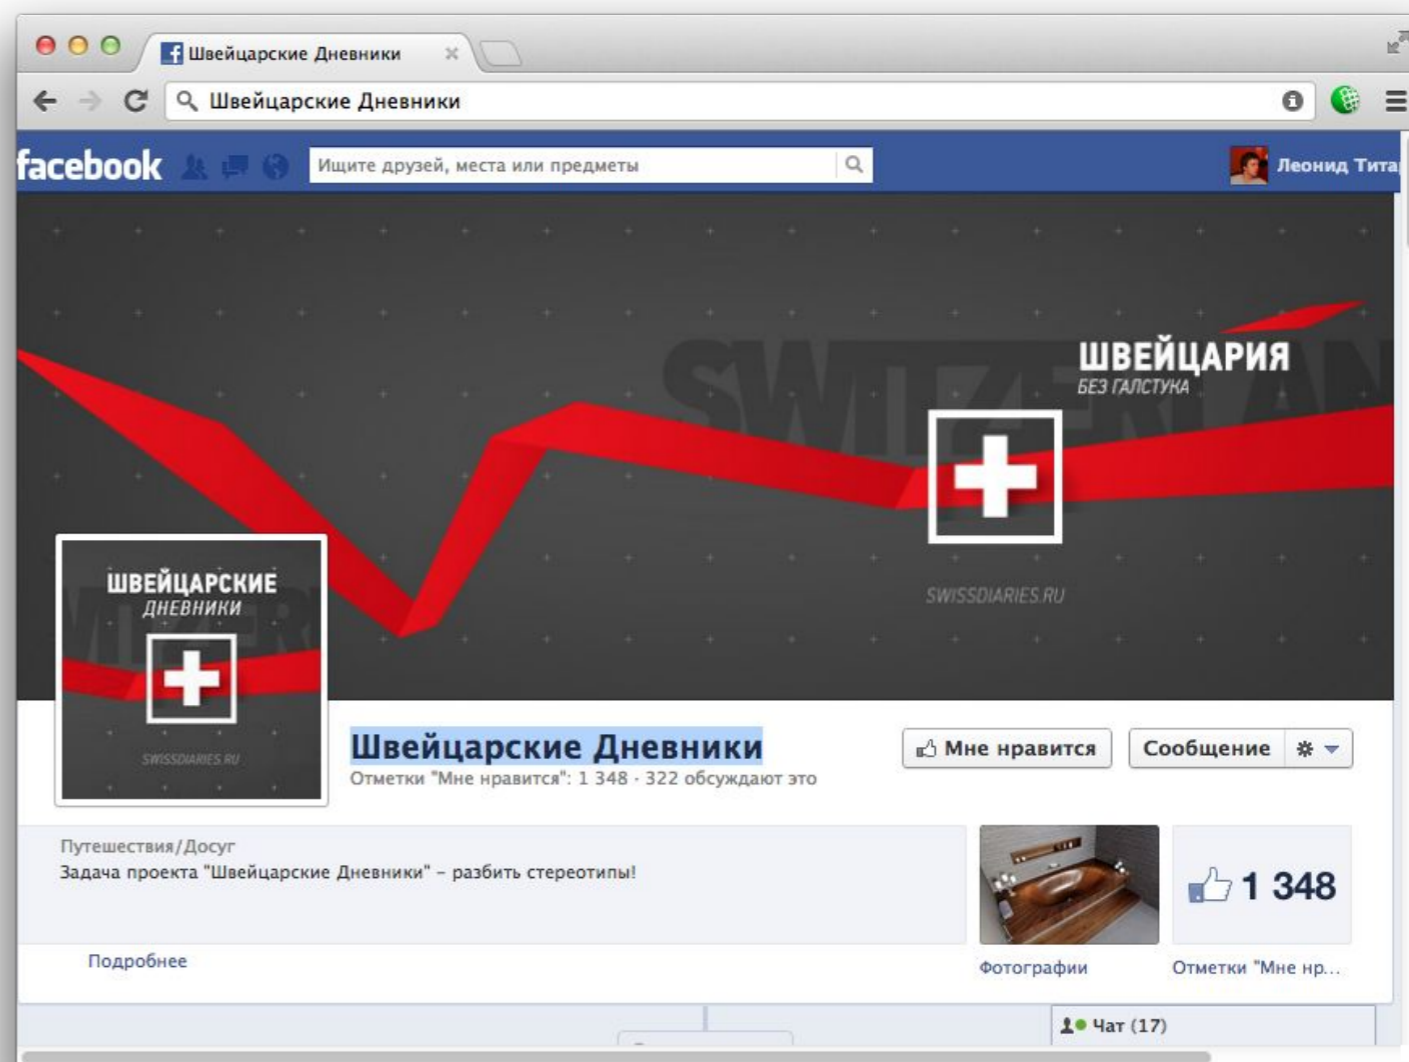 Швейцарские Дневники
Швейцарские Дневники
facebook
Ищите друзей, места или предметы
Леонид Тита
SWITZERLAN
ШВЕЙЦАРИЯ
БЕЗ ГАЛСТУКА
SWISSDIARIES.RU
ШВЕЙЦАРСКИЕ
ДНЕВНИКИ
SWISSDIARIES.RU
Швейцарские Дневники
Отметки "Мне нравится": 1 348 · 322 обсуждают это
Мне нравится
Сообщение
Путешествия/Досуг
Задача проекта "Швейцарские Дневники" – разбить стереотипы!
1 348
Подробнее
Фотографии
Отметки "Мне нр...
Чат (17)